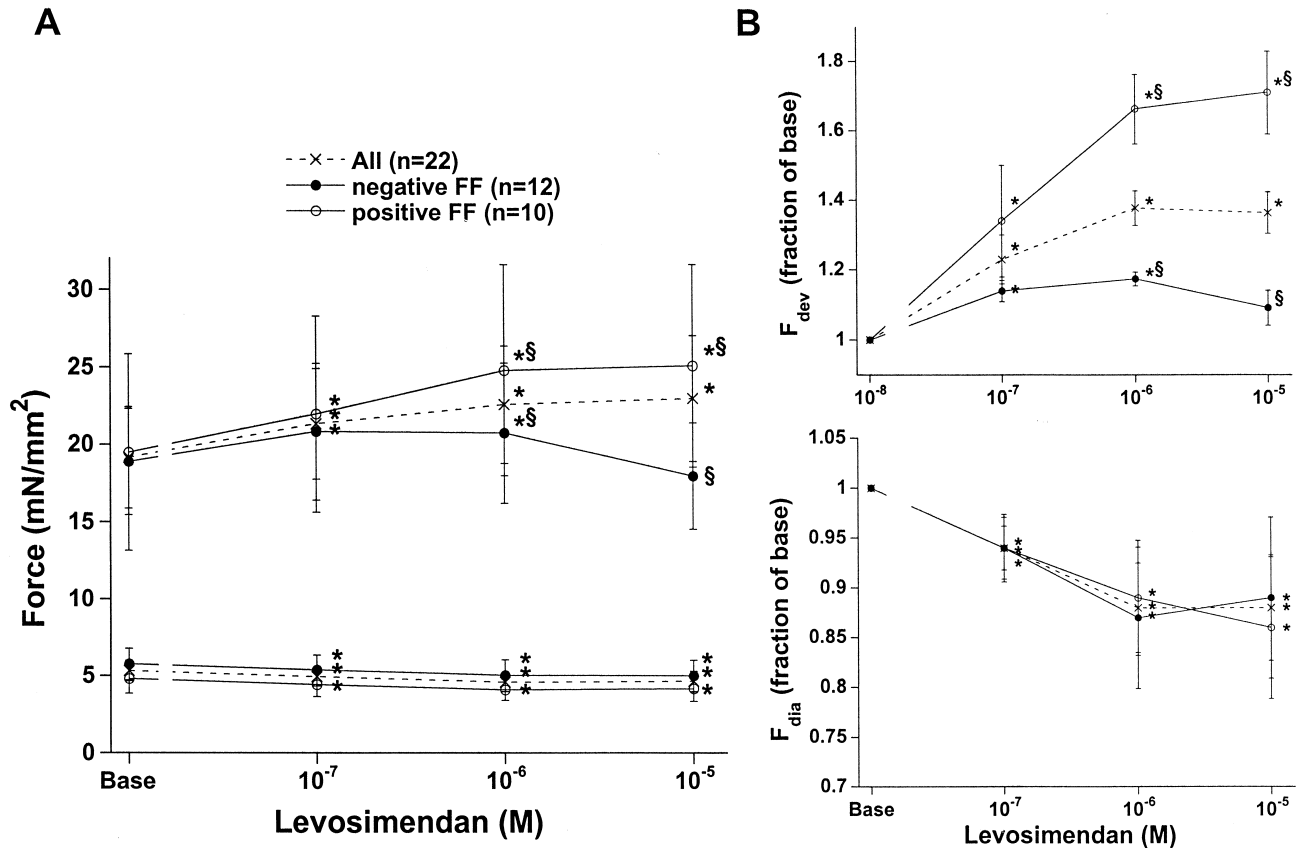 A
All (n=22)
negative FF (n=12)
positive FF (n=10)
Force (mN/mm²)
30
25
20
15
10
5
0
* * *
*§ * *§
*§ * §
* * *
* * *
* * *
Base 10⁻⁷ 10⁻⁶ 10⁻⁵
Levosimendan (M)
B
F_dev (fraction of base)
1.8
1.6
1.4
1.2
1
* * *
*§ * *§
*§ * §
10⁻⁸ 10⁻⁷ 10⁻⁶ 10⁻⁵
F_dia (fraction of base)
1.05
1
0.95
0.9
0.85
0.8
0.75
0.7
* * *
* * *
* * *
Base 10⁻⁷ 10⁻⁶ 10⁻⁵
Levosimendan (M)